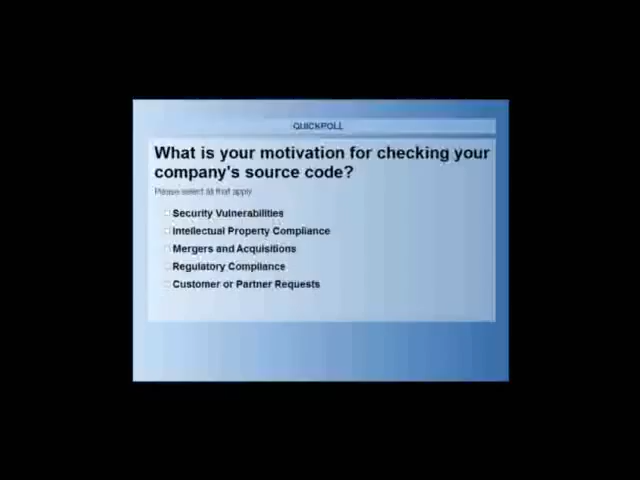 QUICKPOLL
What is your motivation for checking your
company's source code?
Please select all that apply
Security Vulnerabilities
Intellectual Property Compliance
Mergers and Acquisitions
Regulatory Compliance
Customer or Partner Requests